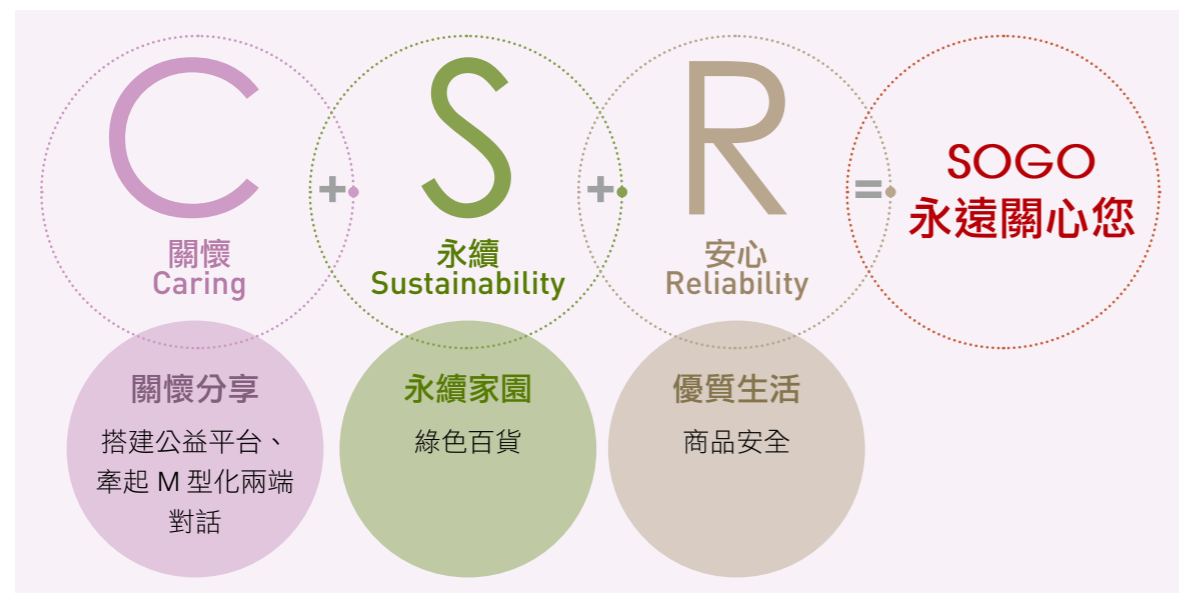 C + S + R = SOGO
永遠關心您
關懷
Caring
永續
Sustainability
安心
Reliability
關懷分享
搭建公益平台、
牽起 M 型化兩端
對話
永續家園
綠色百貨
優質生活
商品安全